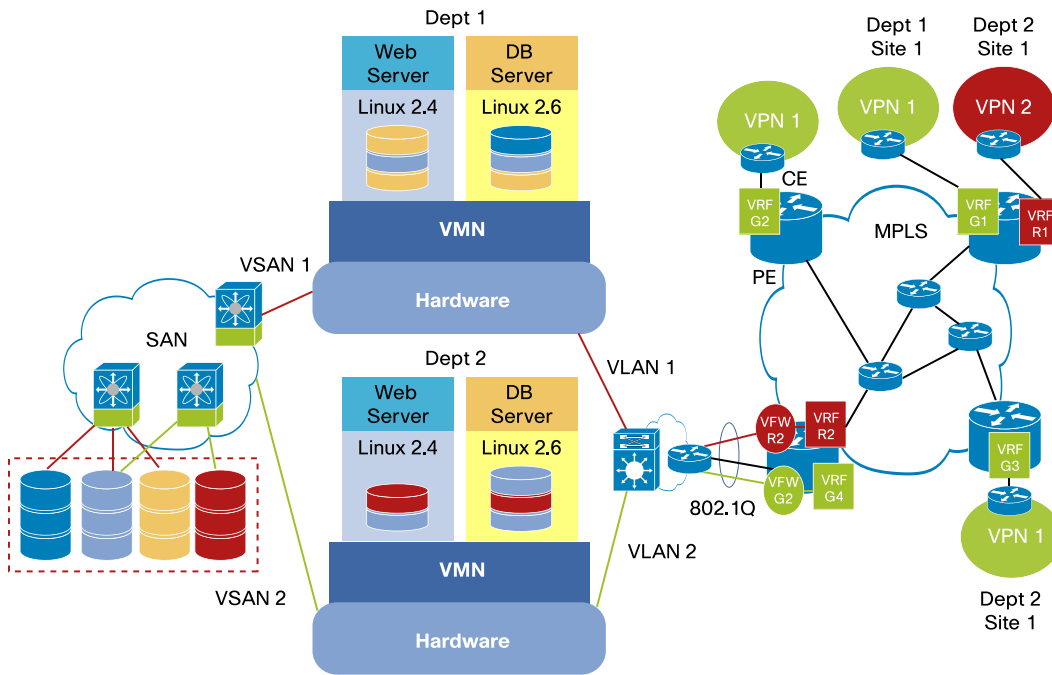 Dept 1
Web
Server
DB
Server
Linux 2.4
Linux 2.6
VMN
Hardware
VSAN 1
SAN
VSAN 2
Dept 2
Web
Server
DB
Server
Linux 2.4
Linux 2.6
VMN
Hardware
VLAN 1
VLAN 2
802.1Q
VFW
R2
VRF
R2
VFW
G2
VRF
G4
Dept 1
Site 1
Dept 2
Site 1
VPN 1
VPN 1
VPN 2
CE
VRF
G2
PE
MPLS
VRF
G1
VRF
R1
VRF
G3
VPN 1
Dept 2
Site 1